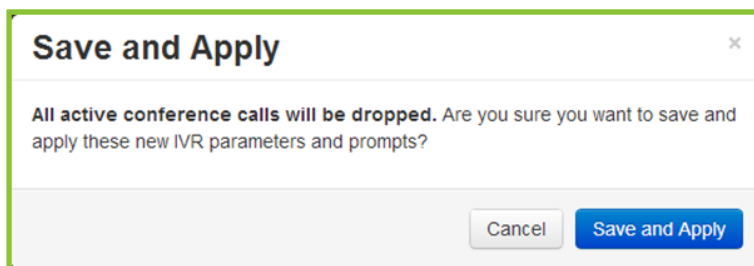 Save and Apply
×
All active conference calls will be dropped. Are you sure you want to save and
apply these new IVR parameters and prompts?
Cancel
Save and Apply